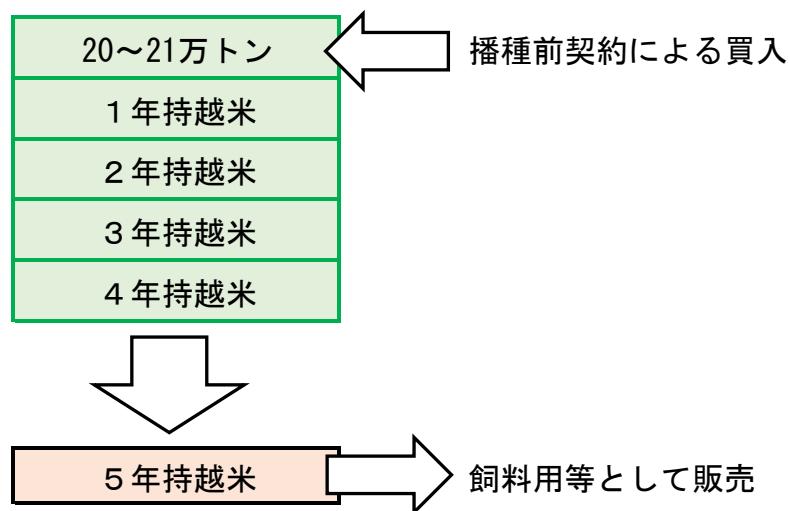 20～21万トン
播種前契約による買入
１年持越米
２年持越米
３年持越米
４年持越米
５年持越米
飼料用等として販売